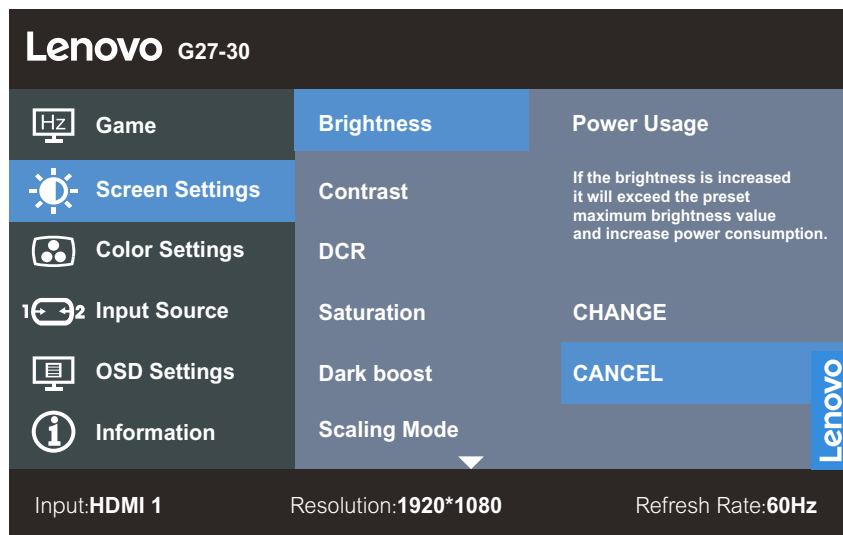 Lenovo G27-30
Hz Game
Screen Settings
Color Settings
1 2 Input Source
OSD Settings
i Information
Brightness
Contrast
DCR
Saturation
Dark boost
Scaling Mode
Power Usage
If the brightness is increased
it will exceed the preset
maximum brightness value
and increase power consumption.
CHANGE
CANCEL
Lenovo
Input:HDMI 1
Resolution:1920*1080
Refresh Rate:60Hz